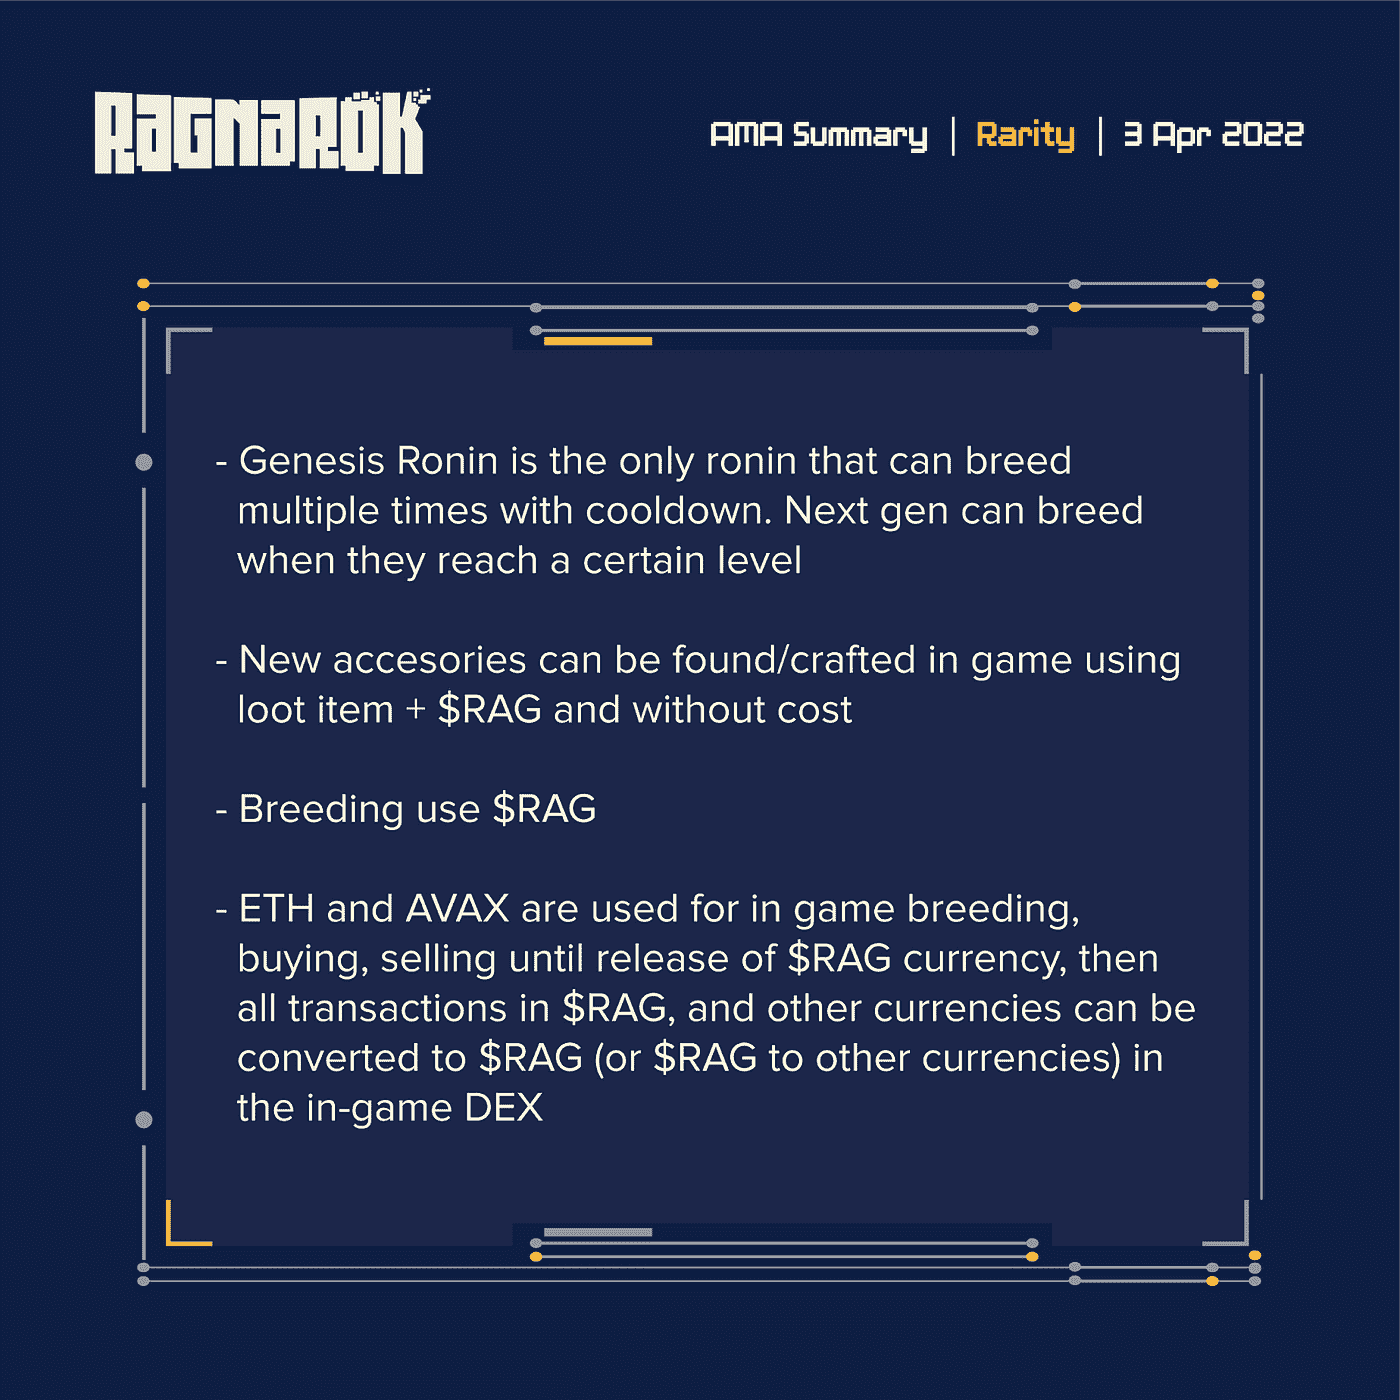 RAGNAROK
AMA Summary | Rarity | 3 Apr 2022
- Genesis Ronin is the only ronin that can breed
multiple times with cooldown. Next gen can breed
when they reach a certain level
- New accesories can be found/crafted in game using
loot item + $RAG and without cost
- Breeding use $RAG
- ETH and AVAX are used for in game breeding,
buying, selling until release of $RAG currency, then
all transactions in $RAG, and other currencies can be
converted to $RAG (or $RAG to other currencies) in
the in-game DEX